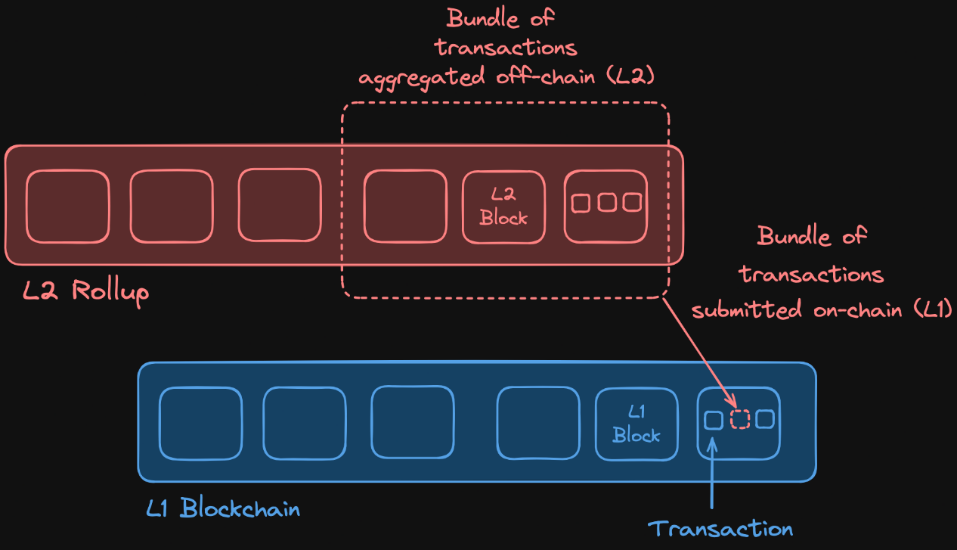 Bundle of
transactions
aggregated off-chain (L2)
L2
Block
L2 Rollup
Bundle of
transactions
submitted on-chain (L1)
L1
Block
L1 Blockchain
Transaction